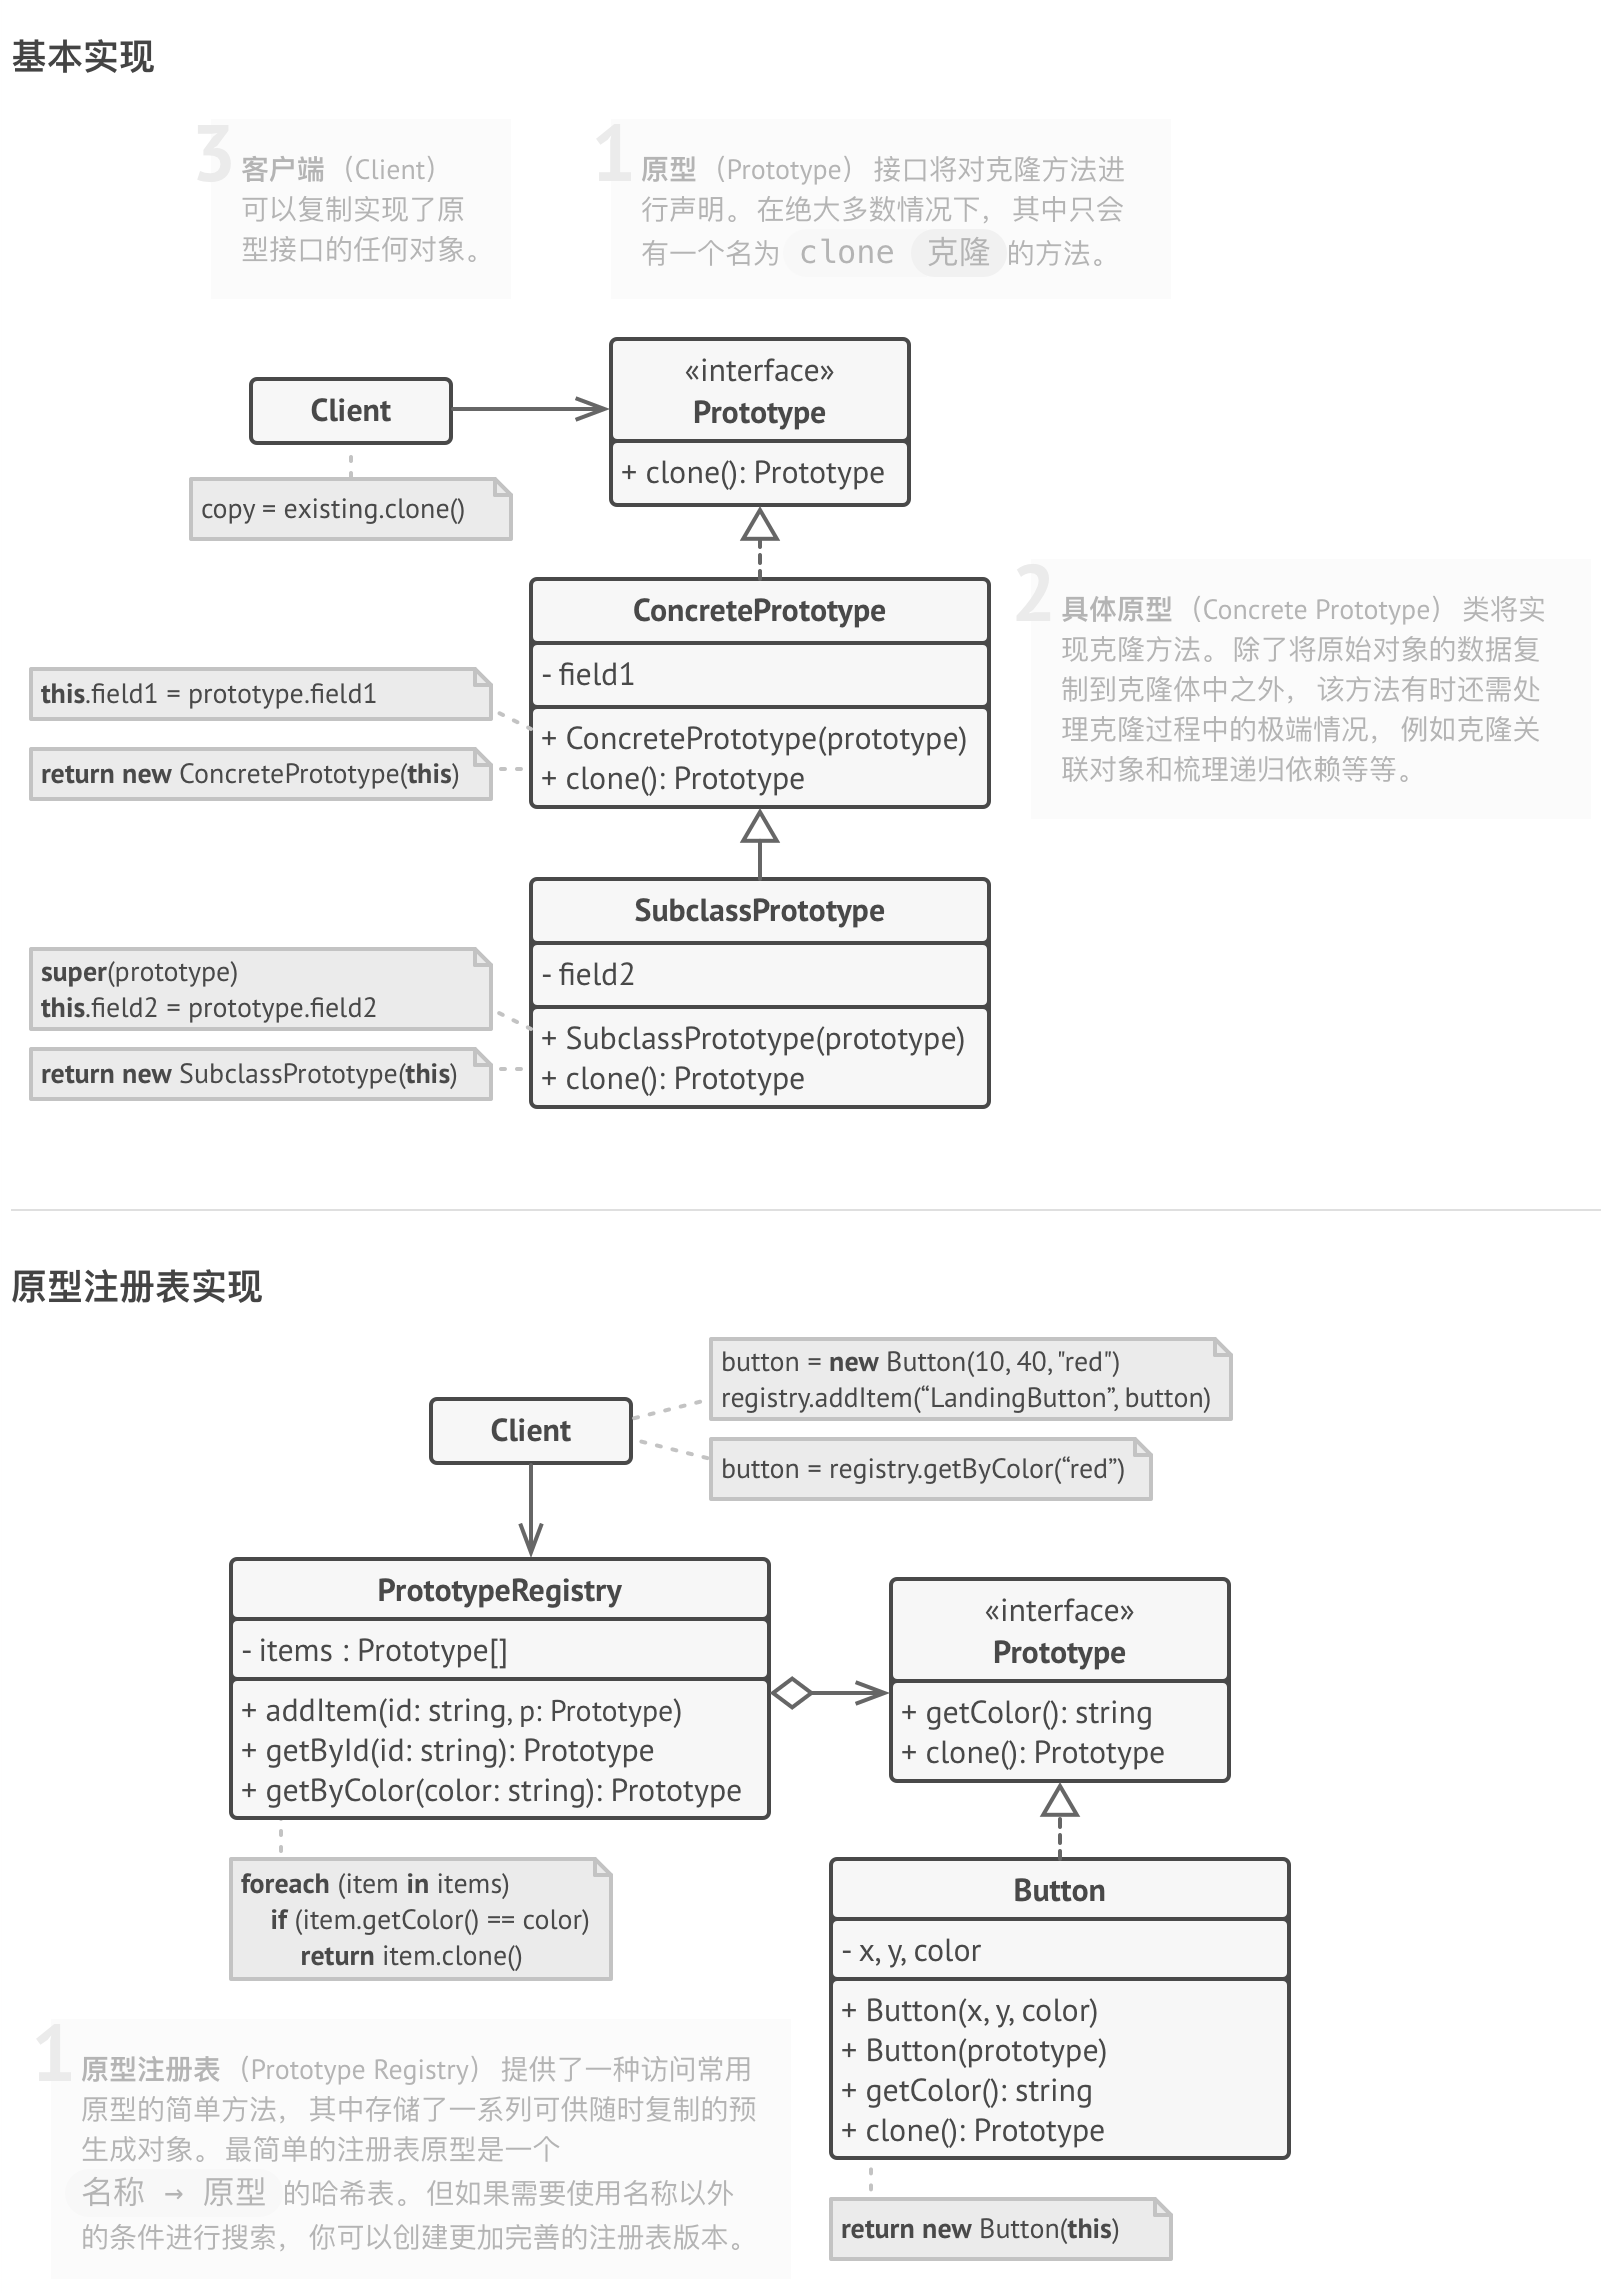 基本实现
3
客户端 （Client）
可以复制实现了原
型接口的任何对象。
1
原型 （Prototype） 接口将对克隆方法进
行声明。 在绝大多数情况下， 其中只会
有一个名为 clone 克隆 的方法。
Client
copy = existing.clone()
«interface»
Prototype
+ clone(): Prototype
ConcretePrototype
- field1
+ ConcretePrototype(prototype)
+ clone(): Prototype
this.field1 = prototype.field1
return new ConcretePrototype(this)
2
具体原型 （Concrete Prototype） 类将实
现克隆方法。 除了将原始对象的数据复
制到克隆体中之外， 该方法有时还需处
理克隆过程中的极端情况， 例如克隆关
联对象和梳理递归依赖等等。
SubclassPrototype
- field2
+ SubclassPrototype(prototype)
+ clone(): Prototype
super(prototype)
this.field2 = prototype.field2
return new SubclassPrototype(this)
原型注册表实现
Client
button = new Button(10, 40, "red")
registry.addItem(“LandingButton”, button)
button = registry.getByColor(“red”)
PrototypeRegistry
- items : Prototype[]
+ addItem(id: string, p: Prototype)
+ getById(id: string): Prototype
+ getByColor(color: string): Prototype
«interface»
Prototype
+ getColor(): string
+ clone(): Prototype
foreach (item in items)
if (item.getColor() == color)
return item.clone()
Button
- x, y, color
+ Button(x, y, color)
+ Button(prototype)
+ getColor(): string
+ clone(): Prototype
return new Button(this)
1
原型注册表 （Prototype Registry） 提供了一种访问常用
原型的简单方法， 其中存储了一系列可供随时复制的预
生成对象。 最简单的注册表原型是一个
名称 → 原型 的哈希表。 但如果需要使用名称以外
的条件进行搜索， 你可以创建更加完善的注册表版本。